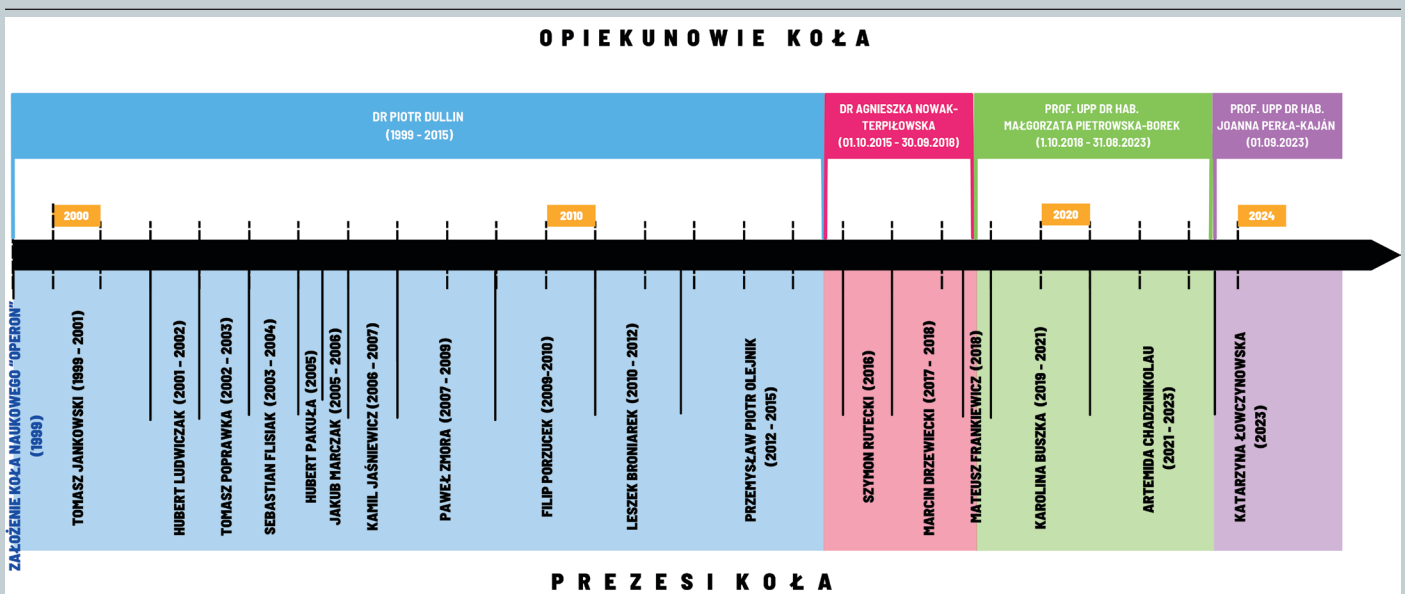 OPIEKUNOWIE KOŁA
DR PIOTR DULLIN
(1999 - 2015)
DR AGNIESZKA NOWAK-
TERPIŁOWSKA
(01.10.2015 - 30.09.2018)
PROF. UPP DR HAB.
MAŁGORZATA PIETROWSKA-BOREK
(1.10.2018 - 31.08.2023)
PROF. UPP DR HAB.
JOANNA PERŁA-KAJÁN
(01.09.2023)
2000
2010
2020
2024
ZAŁOŻENIE KOŁA NAUKOWEGO "OPERON"
(1999)
TOMASZ JANKOWSKI (1999 - 2001)
HUBERT LUDWICZAK (2001 - 2002)
TOMASZ POPRAWKA (2002 - 2003)
SEBASTIAN FLISIAK (2003 - 2004)
HUBERT PAKUŁA (2005)
JAKUB MARCZAK (2005 - 2006)
KAMIL JAŚNIEWICZ (2006 - 2007)
PAWEŁ ZMORA (2007 - 2009)
FILIP PORZUCEK (2009-2010)
LESZEK BRONIAREK (2010 - 2012)
PRZEMYSŁAW PIOTR OLEJNIK
(2012 - 2015)
SZYMON RUTECKI (2016)
MARCIN DRZEWIECKI (2017 - 2018)
MATEUSZ FRANKIEWICZ (2018)
KAROLINA BUSZKA (2019 - 2021)
ARTEMIDA CHADZINIKOLAU
(2021 - 2023)
KATARZYNA ŁOWCZYNOWSKA
(2023)
PREZESI KOŁA